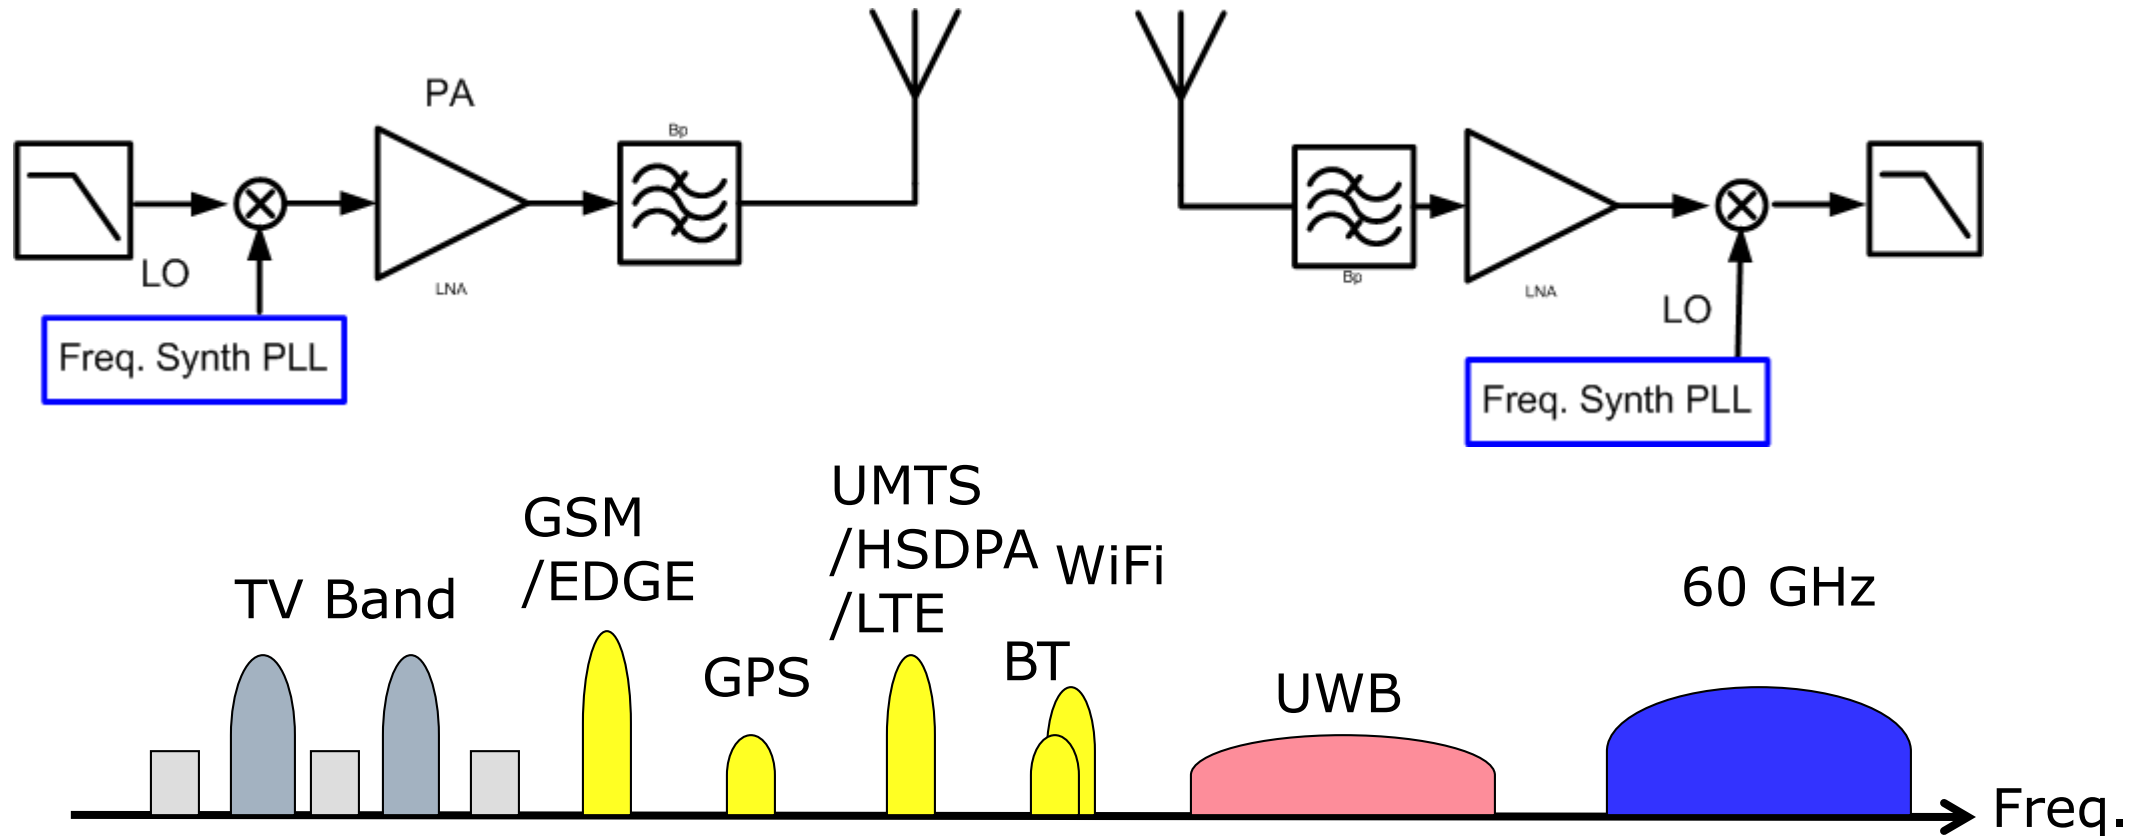 PA
Bp
LO
LNA
Freq. Synth PLL
Bp
LNA
LO
Freq. Synth PLL
TV Band
GSM
/EDGE
GPS
UMTS
/HSDPA
/LTE
WiFi
BT
UWB
60 GHz
Freq.